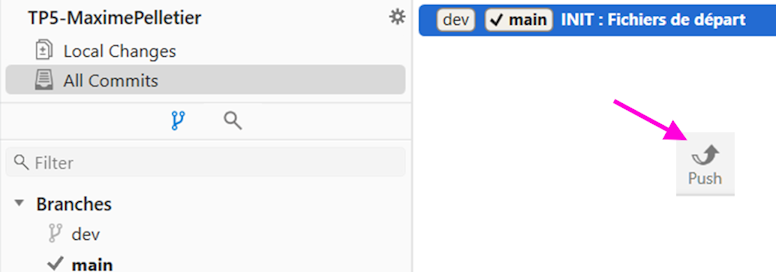 TP5-MaximePelletier
Local Changes
All Commits
Filter
Branches
dev
main
dev main INIT : Fichiers de départ
Push